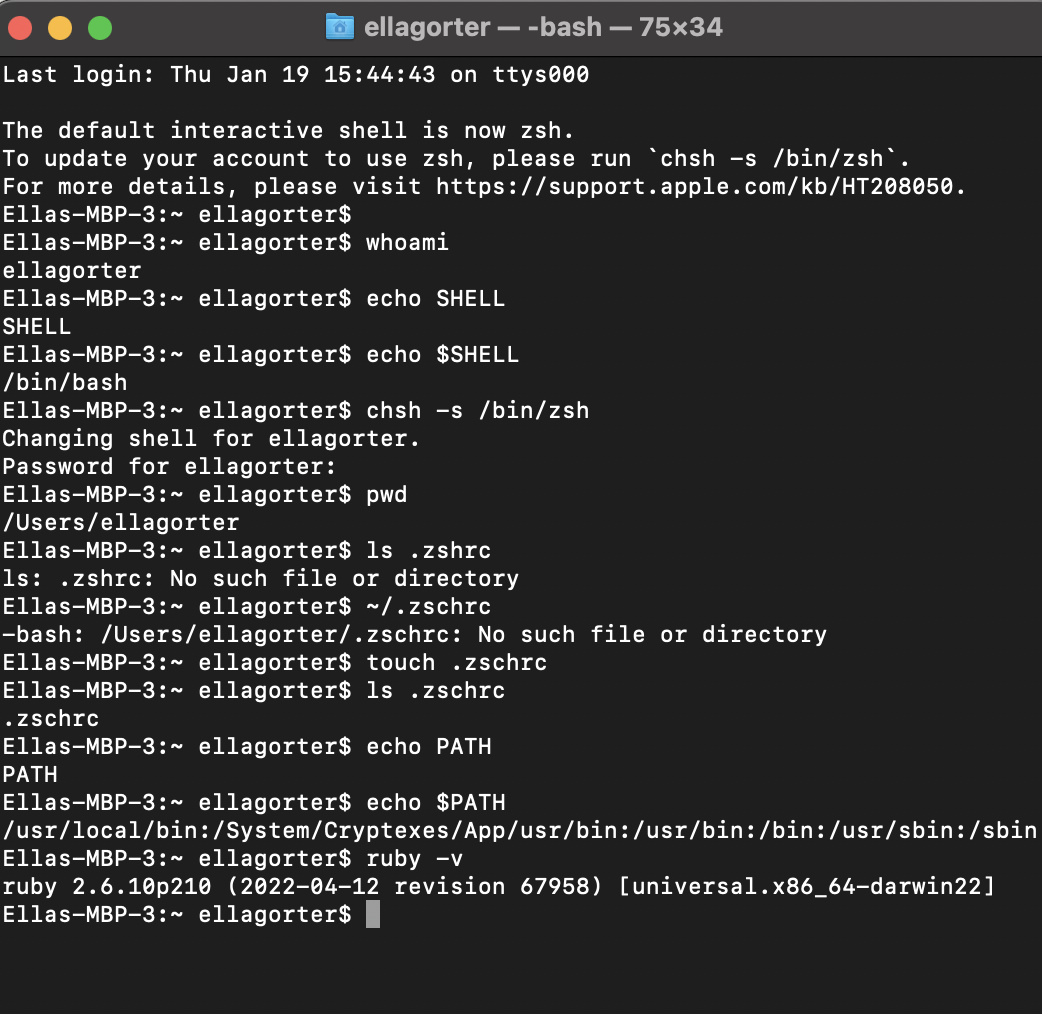 ellagorter — -bash — 75×34
Last login: Thu Jan 19 15:44:43 on ttys000
The default interactive shell is now zsh.
To update your account to use zsh, please run `chsh -s /bin/zsh`.
For more details, please visit https://support.apple.com/kb/HT208050.
Ellas-MBP-3:~ ellagorter$
Ellas-MBP-3:~ ellagorter$ whoami
ellagorter
Ellas-MBP-3:~ ellagorter$ echo SHELL
SHELL
Ellas-MBP-3:~ ellagorter$ echo $SHELL
/bin/bash
Ellas-MBP-3:~ ellagorter$ chsh -s /bin/zsh
Changing shell for ellagorter.
Password for ellagorter:
Ellas-MBP-3:~ ellagorter$ pwd
/Users/ellagorter
Ellas-MBP-3:~ ellagorter$ ls .zshrc
ls: .zshrc: No such file or directory
Ellas-MBP-3:~ ellagorter$ ~/.zschrc
-bash: /Users/ellagorter/.zschrc: No such file or directory
Ellas-MBP-3:~ ellagorter$ touch .zschrc
Ellas-MBP-3:~ ellagorter$ ls .zschrc
.zschrc
Ellas-MBP-3:~ ellagorter$ echo PATH
PATH
Ellas-MBP-3:~ ellagorter$ echo $PATH
/usr/local/bin:/System/Cryptexes/App/usr/bin:/usr/bin:/bin:/usr/sbin:/sbin
Ellas-MBP-3:~ ellagorter$ ruby -v
ruby 2.6.10p210 (2022-04-12 revision 67958) [universal.x86_64-darwin22]
Ellas-MBP-3:~ ellagorter$